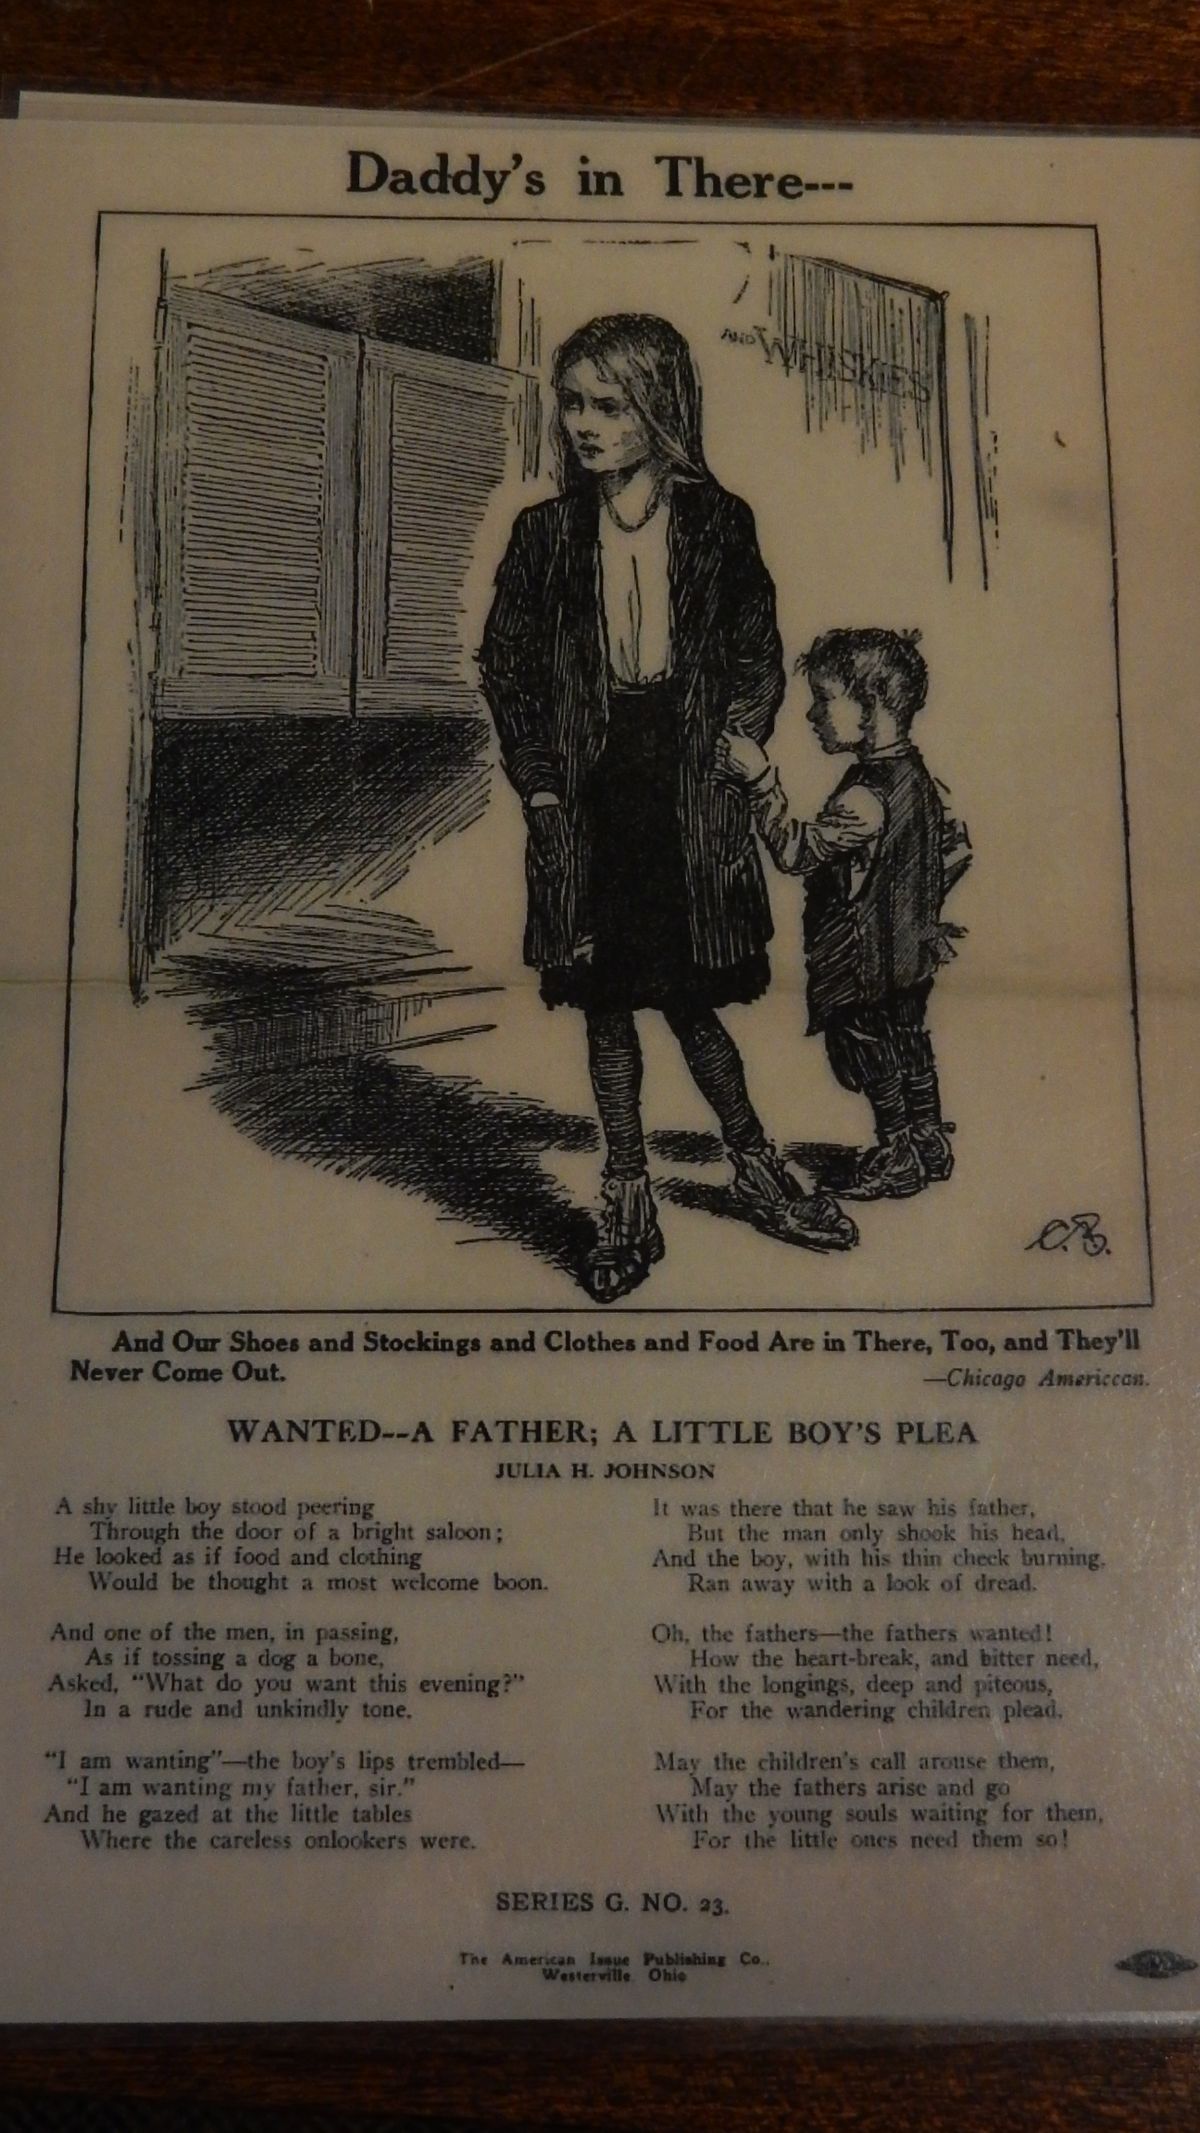 Daddy's in There---
C.B.
And Our Shoes and Stockings and Clothes and Food Are in There, Too, and They'll
Never Come Out.
—Chicago Americcan.
WANTED--A FATHER; A LITTLE BOY'S PLEA
JULIA H. JOHNSON
A shy little boy stood peering
Through the door of a bright saloon;
He looked as if food and clothing
Would be thought a most welcome boon.
And one of the men, in passing,
As if tossing a dog a bone,
Asked, "What do you want this evening?"
In a rude and unkindly tone.
"I am wanting"—the boy's lips trembled—
"I am wanting my father, sir."
And he gazed at the little tables
Where the careless onlookers were.
It was there that he saw his father,
But the man only shook his head,
And the boy, with his thin cheek burning,
Ran away with a look of dread.
Oh, the fathers—the fathers wanted!
How the heart-break, and bitter need,
With the longings, deep and piteous,
For the wandering children plead.
May the children's call arouse them,
May the fathers arise and go
With the young souls waiting for them,
For the little ones need them so!
SERIES G. NO. 23.
The American Issue Publishing Co.,
Westerville, Ohio